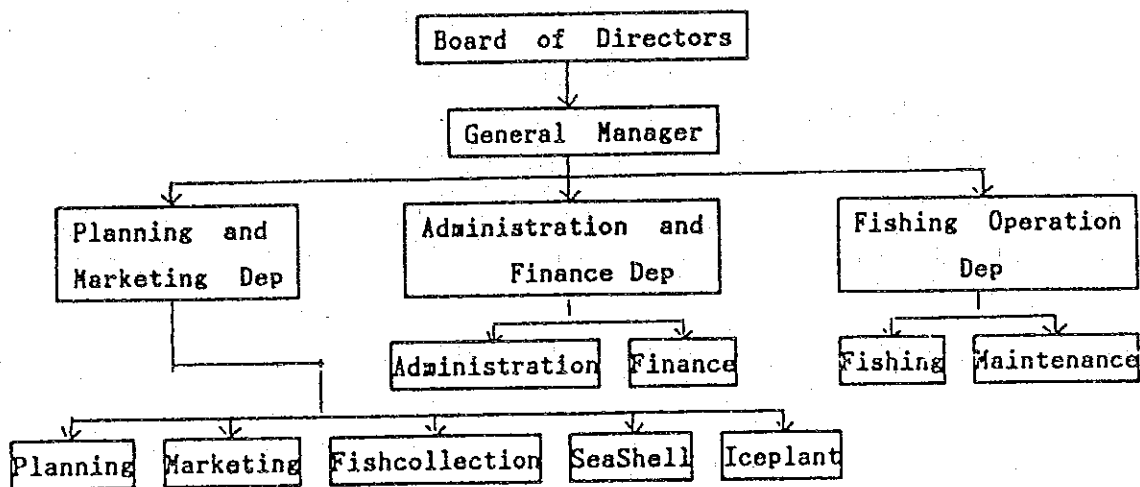 Board of Directors
General Manager
Planning and
Marketing Dep
Administration and
Finance Dep
Fishing Operation
Dep
Administration
Finance
Fishing
Maintenance
Planning
Marketing
Fishcollection
SeaShell
Iceplant